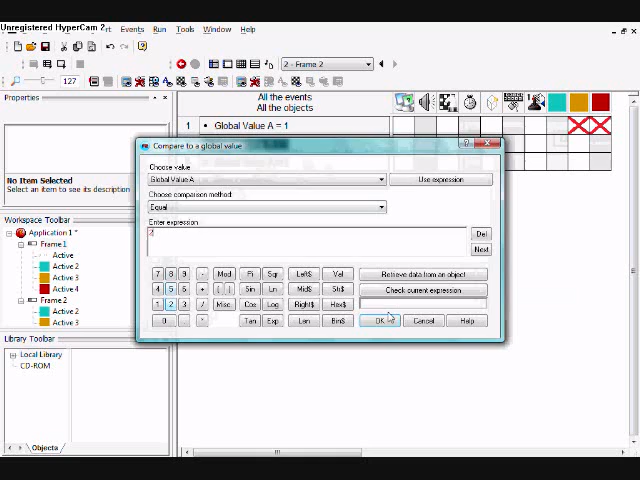 Unregistered HyperCam 2
rt Events Run Tools Window Help
2 - Frame 2
127
Properties
No Item Selected
Select an item to see its description
Workspace Toolbar
Application1 *
Frame 1
Active
Active 2
Active 3
Active 4
Frame 2
Active 2
Active 3
Library Toolbar
Local Library
CD-ROM
Objects
All the events
All the objects
1 • Global Value A = 1
Compare to a global value
Choose value
Global Value A
Use expression
Choose comparison method:
Equal
Enter expression
2
Del
Next
7 8 9 - Mod Pi Sqr Left$ Val Retrieve data from an object
4 5 6 + ( ) Sin Ln Mid$ Str$ Check current expression
1 2 3 / Misc. Cos Log Right$ Hex$
0 . * Tan Exp Len Bin$ OK Cancel Help